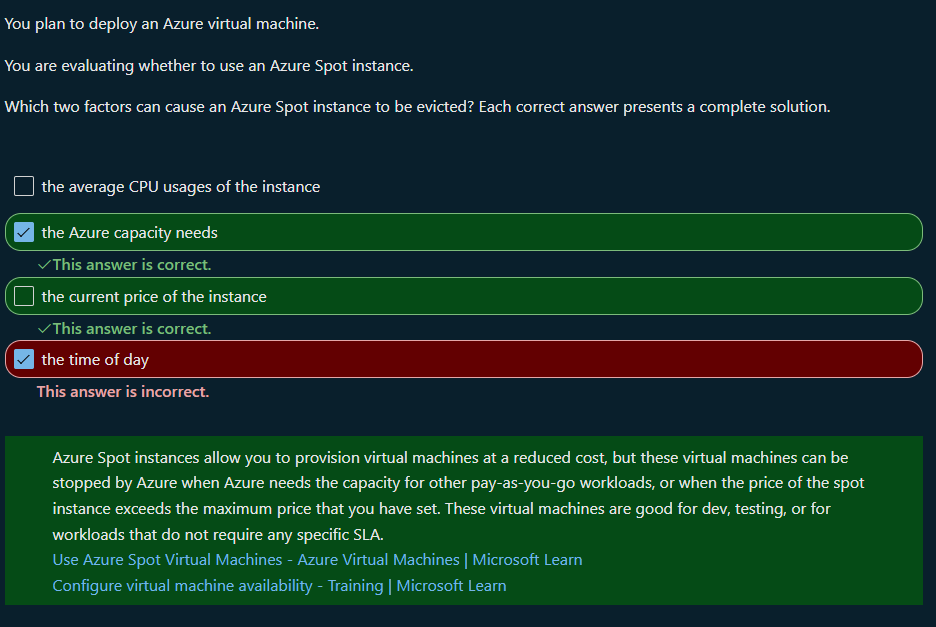 You plan to deploy an Azure virtual machine.
You are evaluating whether to use an Azure Spot instance.
Which two factors can cause an Azure Spot instance to be evicted? Each correct answer presents a complete solution.
the average CPU usages of the instance
the Azure capacity needs
This answer is correct.
the current price of the instance
This answer is correct.
the time of day
This answer is incorrect.
Azure Spot instances allow you to provision virtual machines at a reduced cost, but these virtual machines can be
stopped by Azure when Azure needs the capacity for other pay-as-you-go workloads, or when the price of the spot
instance exceeds the maximum price that you have set. These virtual machines are good for dev, testing, or for
workloads that do not require any specific SLA.
Use Azure Spot Virtual Machines - Azure Virtual Machines | Microsoft Learn
Configure virtual machine availability - Training | Microsoft Learn